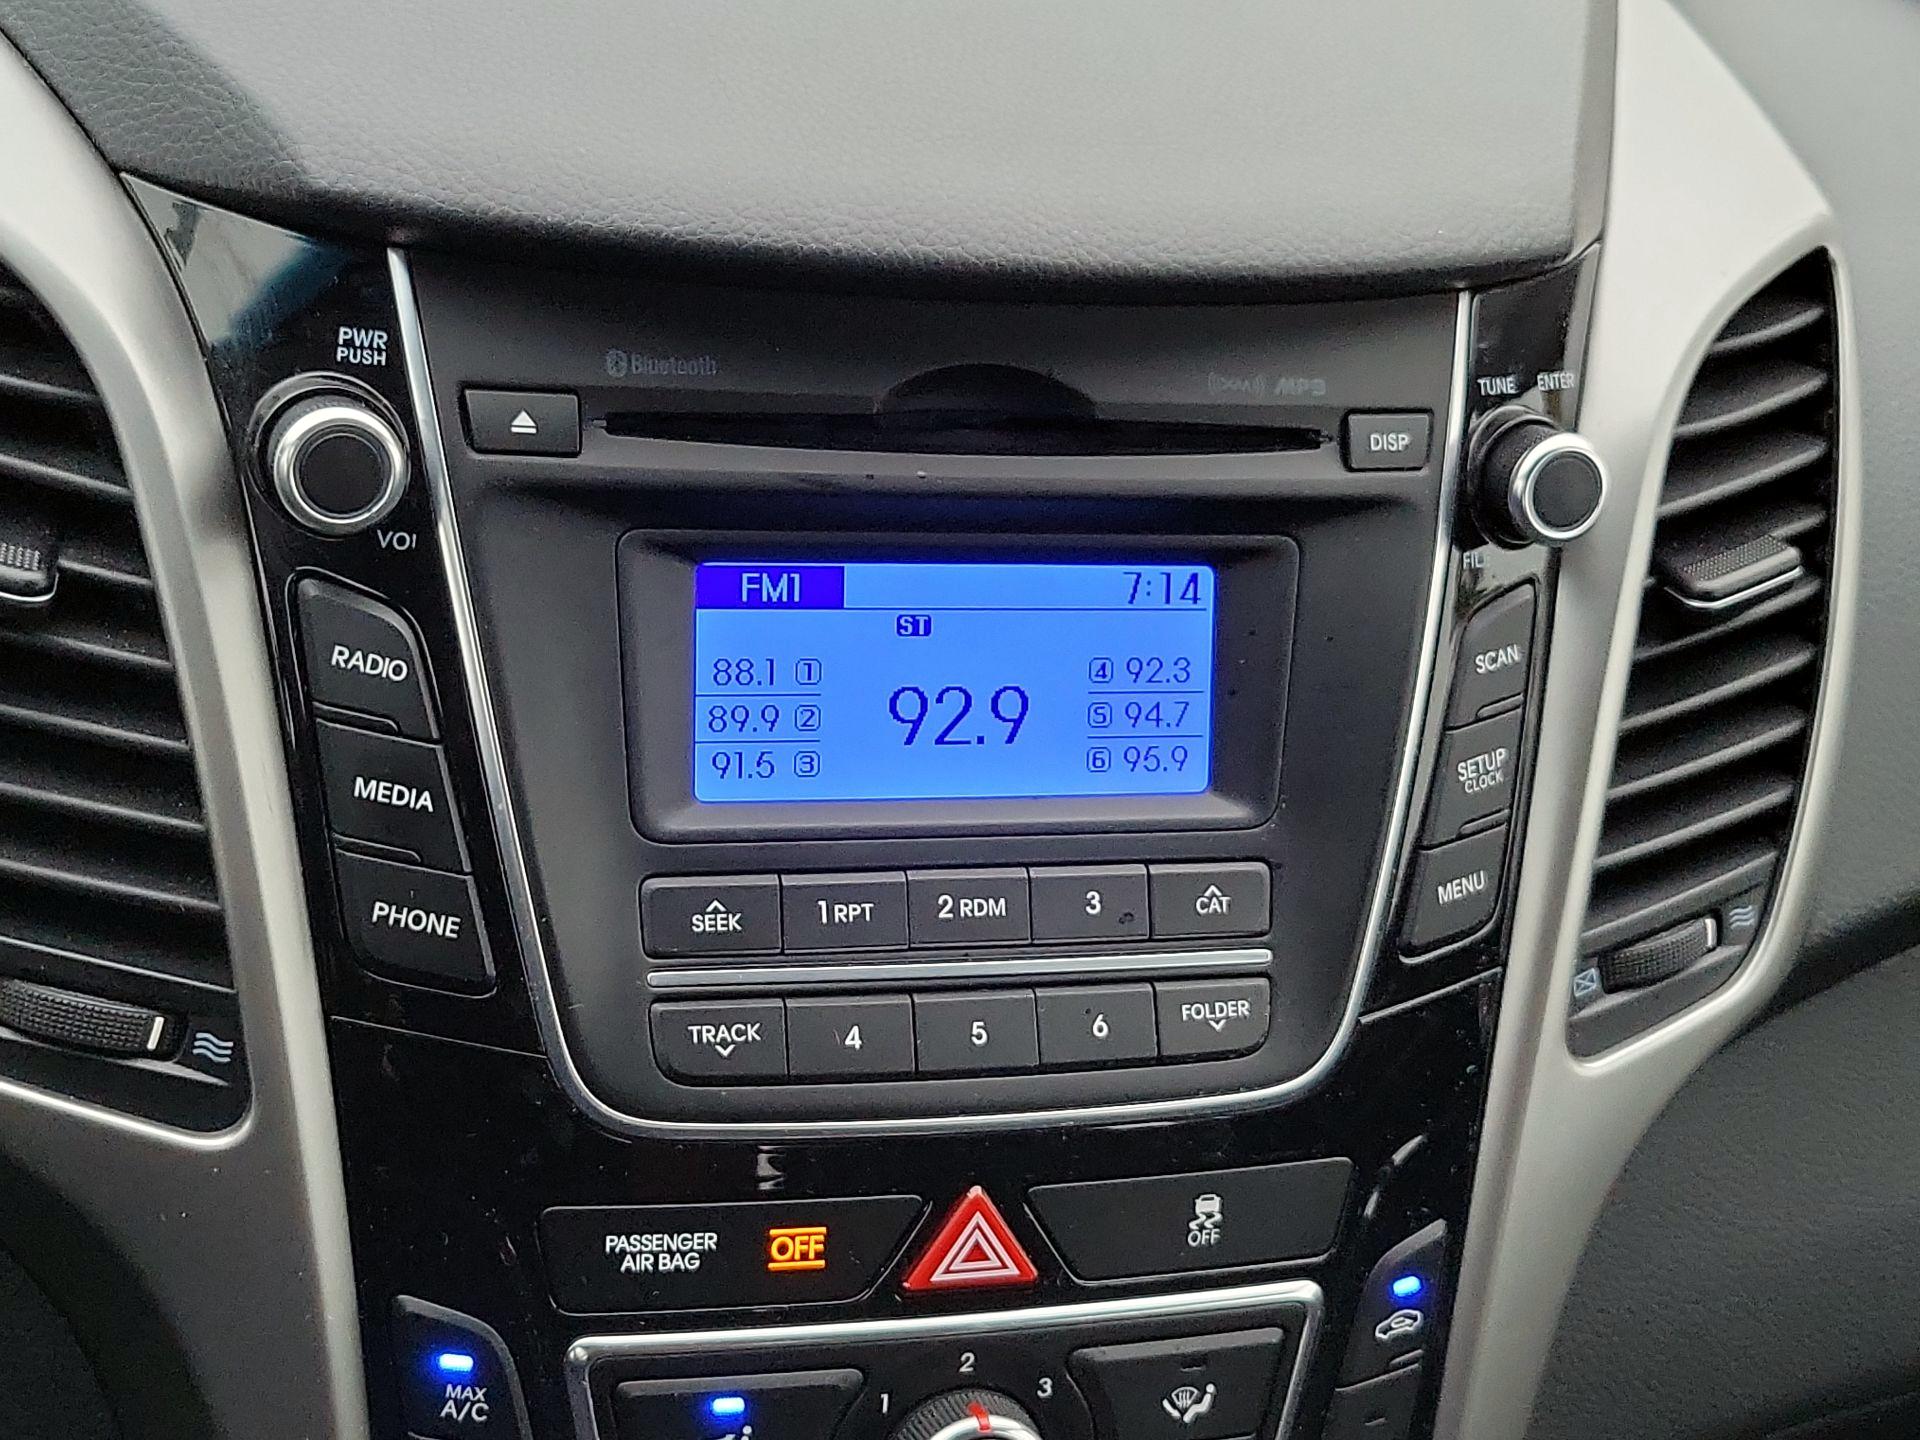 PWR
PUSH
VOL
Bluetooth
XM MP3
DISP
TUNE
ENTER
FILE
FM1 7:14
ST
88.1 1
89.9 2
91.5 3
92.9
4 92.3
5 94.7
6 95.9
RADIO
MEDIA
PHONE
SCAN
SETUP
CLOCK
MENU
SEEK 1 RPT 2 RDM 3 CAT
TRACK 4 5 6 FOLDER
PASSENGER
AIR BAG
OFF
OFF
MAX
A/C
1 2 3